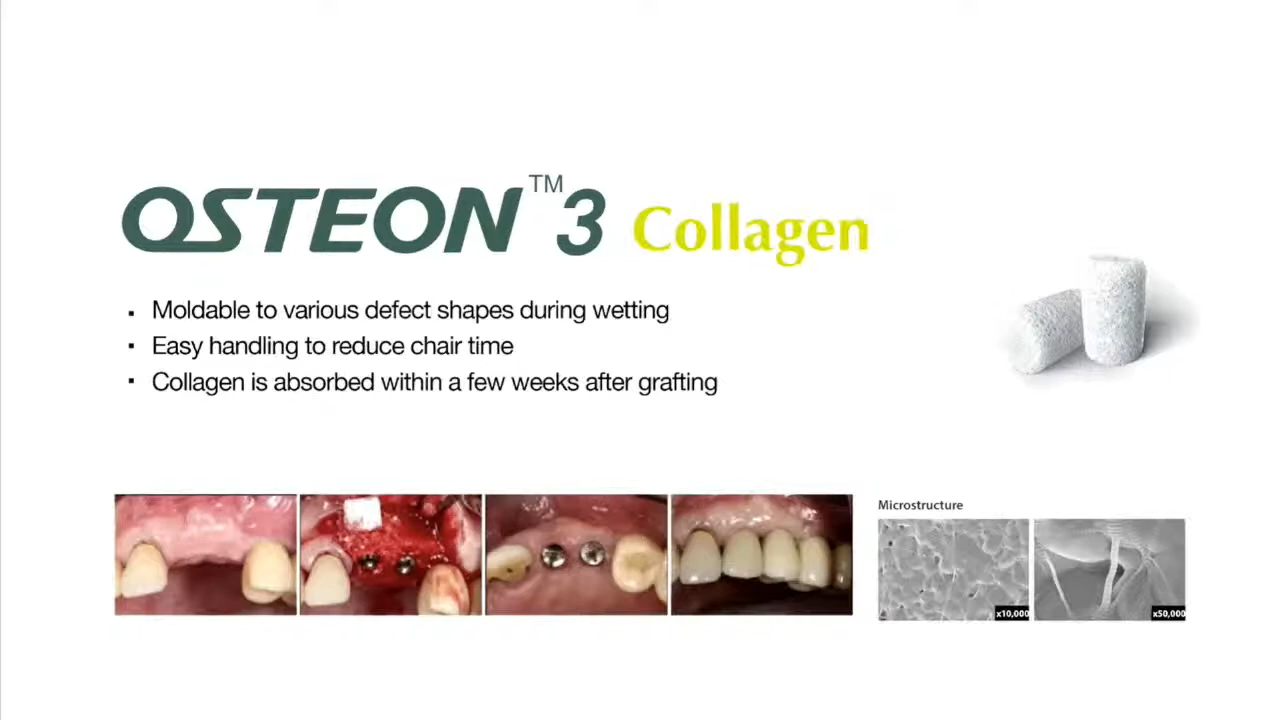 OSTEON™3 Collagen
▪ Moldable to various defect shapes during wetting
▪ Easy handling to reduce chair time
▪ Collagen is absorbed within a few weeks after grafting
Microstructure
x10,000
x50,000